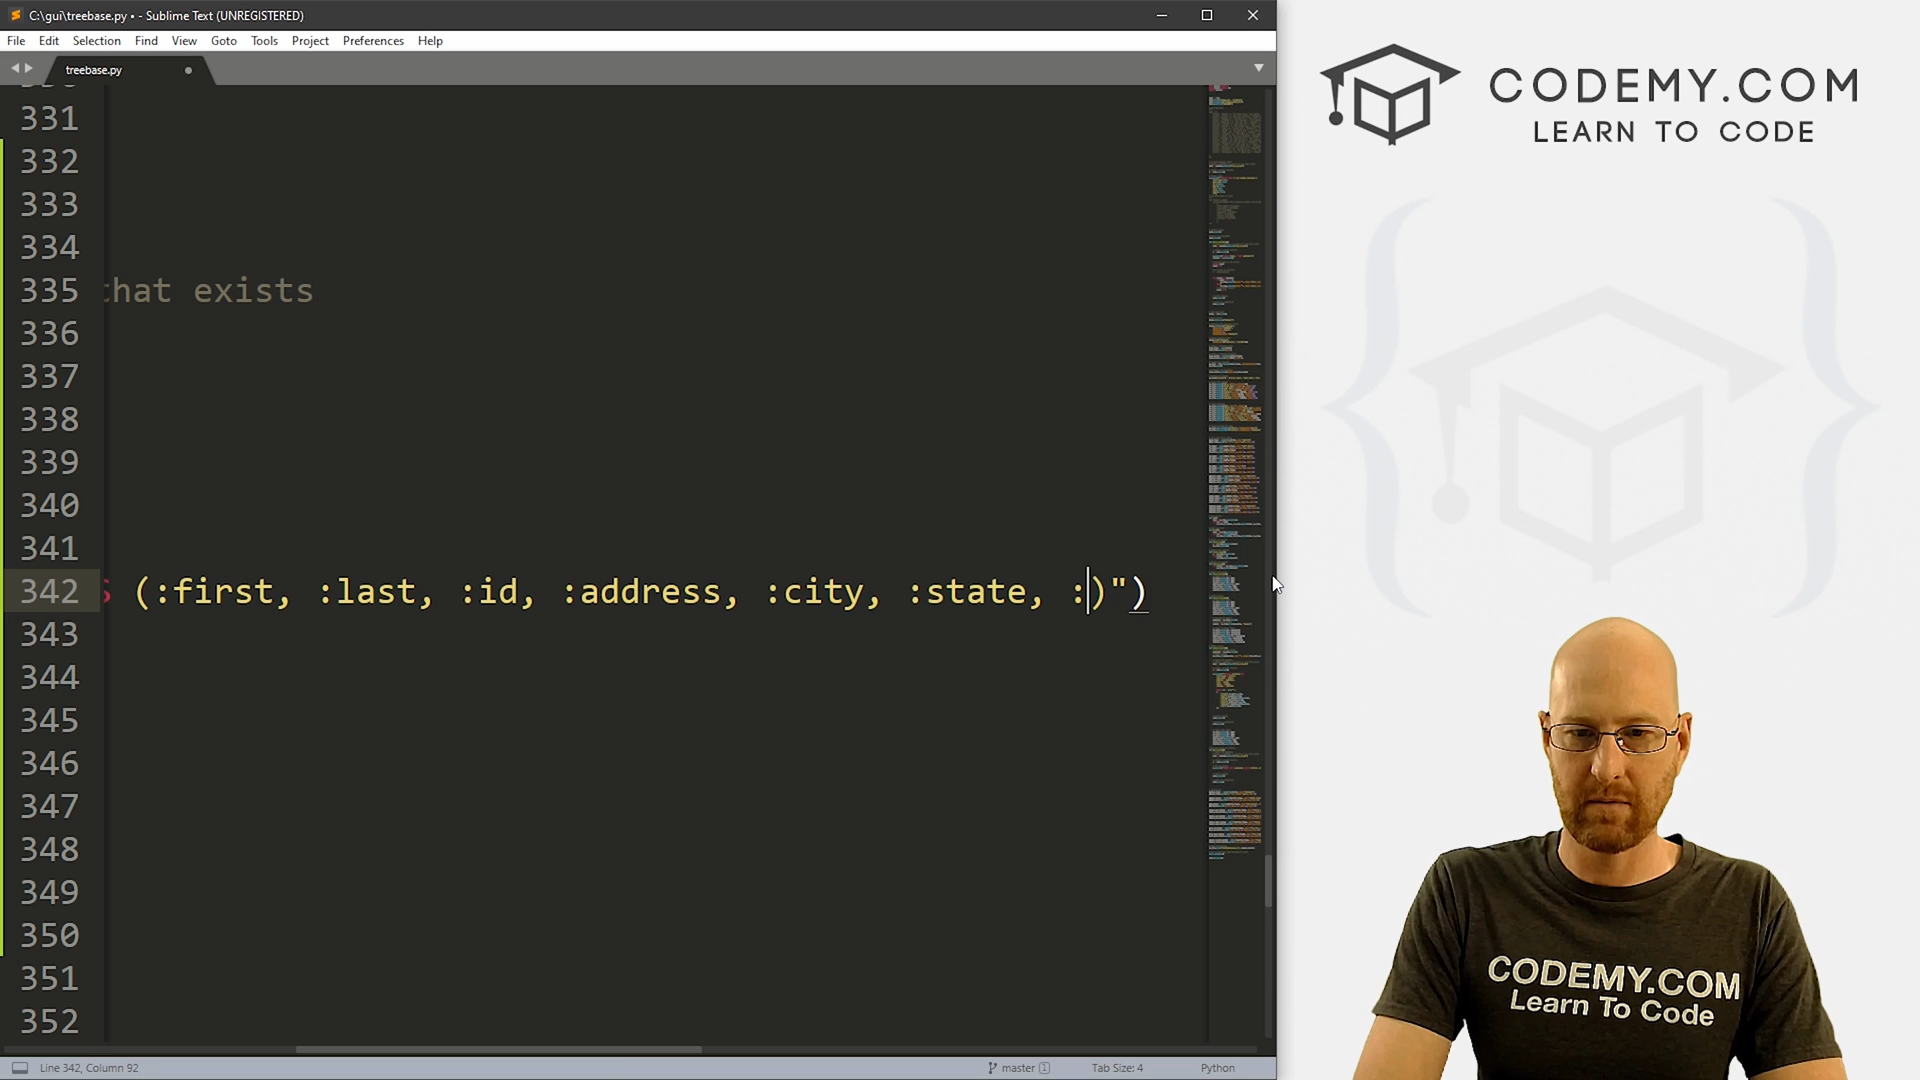 C:\gui\treebase.py • - Sublime Text (UNREGISTERED)
File Edit Selection Find View Goto Tools Project Preferences Help
treebase.py
331
332
333
334
335 that exists
336
337
338
339
340
341
342 (:first, :last, :id, :address, :city, :state, :)")
343
344
345
346
347
348
349
350
351
352
Line 342, Column 92 master 1 Tab Size: 4 Python
CODEMY.COM
LEARN TO CODE
CODEMY.COM
Learn To Code